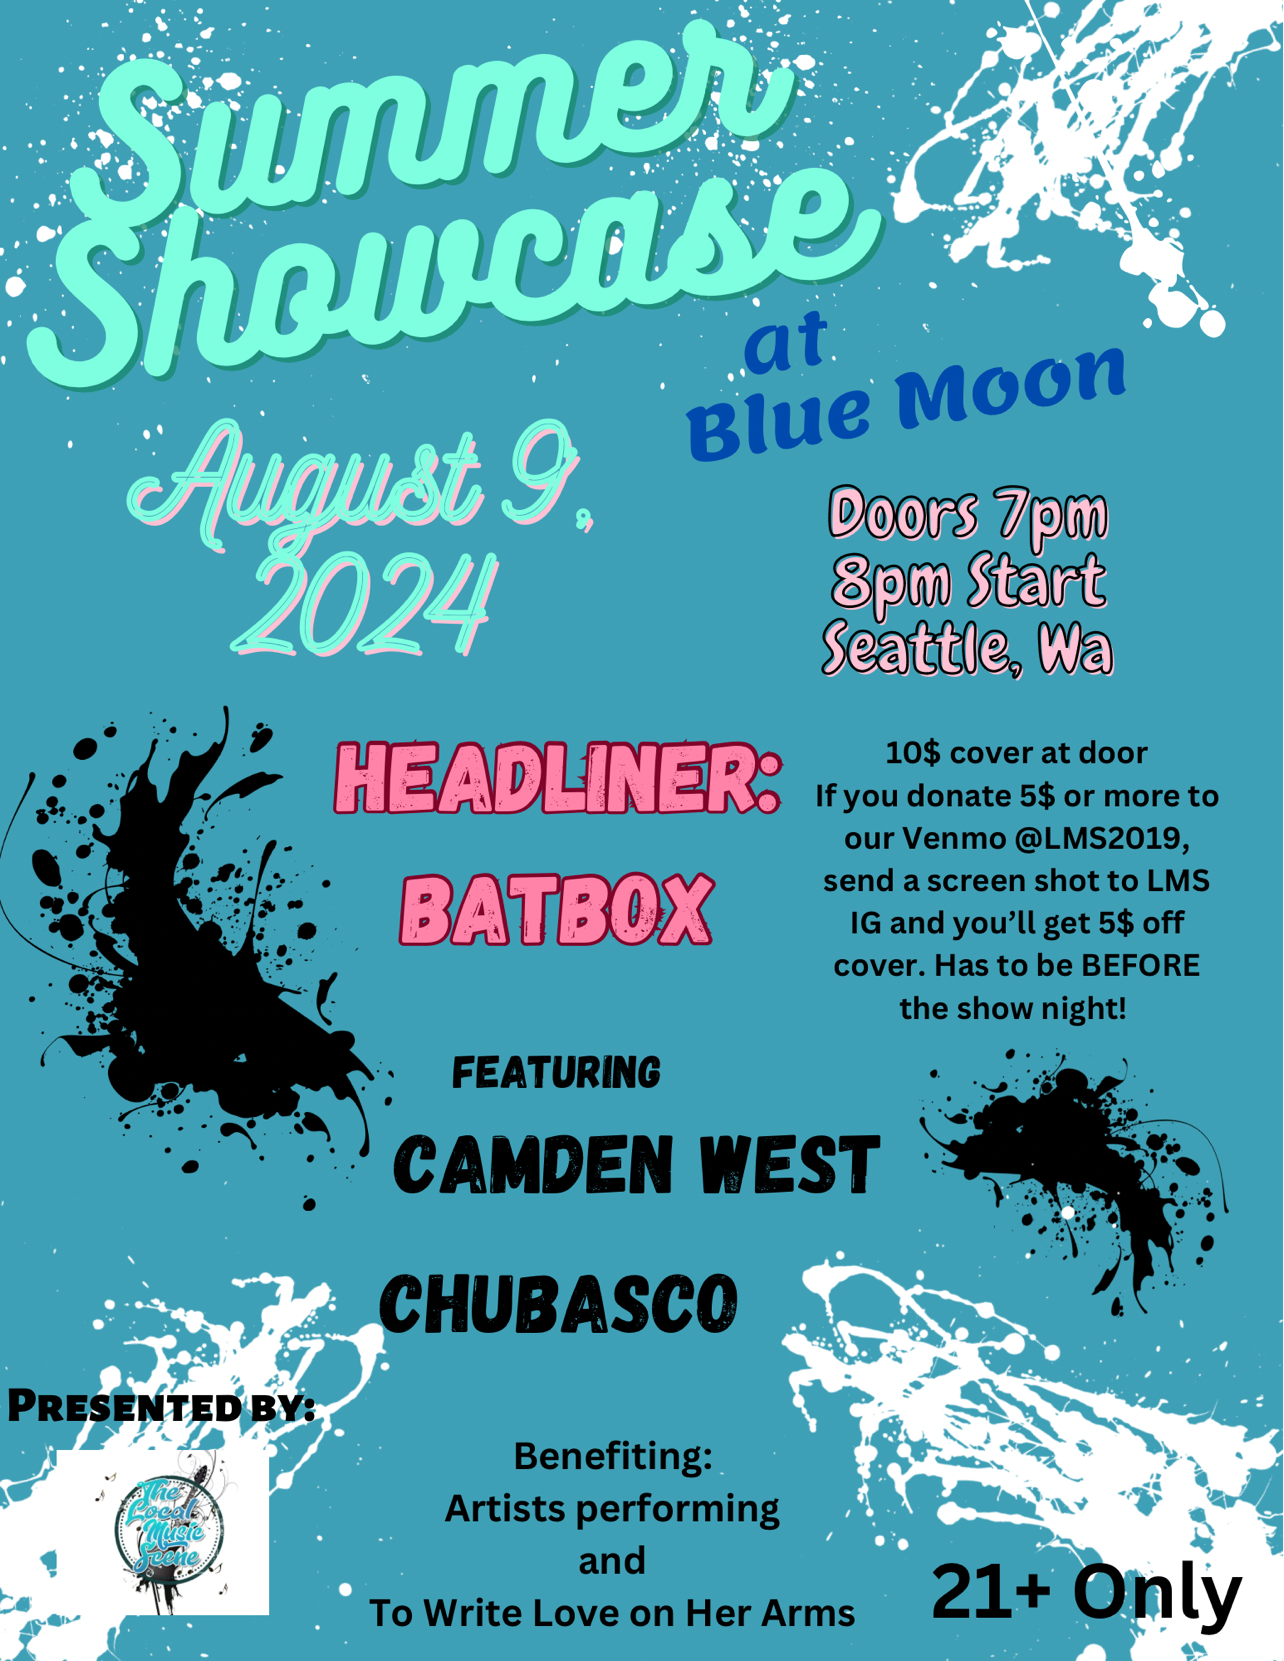 Summer
Showcase
at
Blue Moon
August 9,
2024
Doors 7pm
8pm Start
Seattle, Wa
HEADLINER:
BATBOX
10$ cover at door
If you donate 5$ or more to
our Venmo @LMS2019,
send a screen shot to LMS
IG and you’ll get 5$ off
cover. Has to be BEFORE
the show night!
FEATURING
CAMDEN WEST
CHUBASCO
PRESENTED BY:
The
Local
Music
Scene
Benefiting:
Artists performing
and
To Write Love on Her Arms
21+ Only